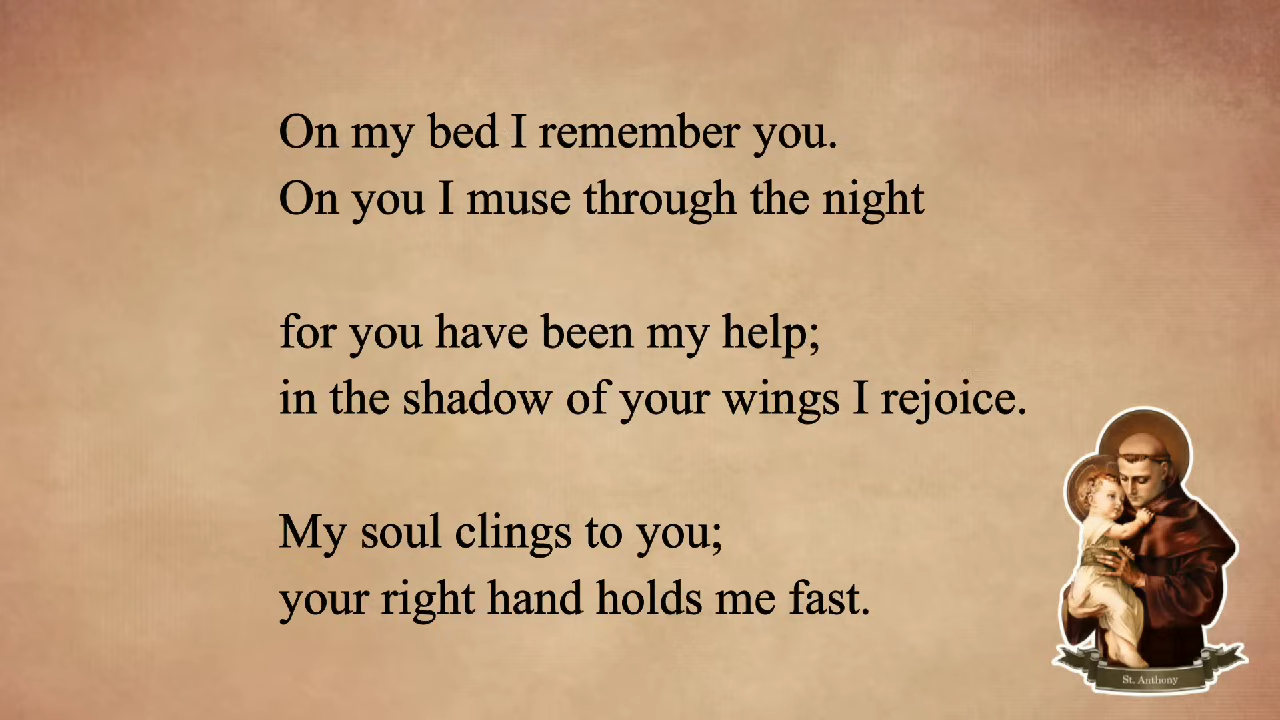 On my bed I remember you.
On you I muse through the night
for you have been my help;
in the shadow of your wings I rejoice.
My soul clings to you;
your right hand holds me fast.
St. Anthony